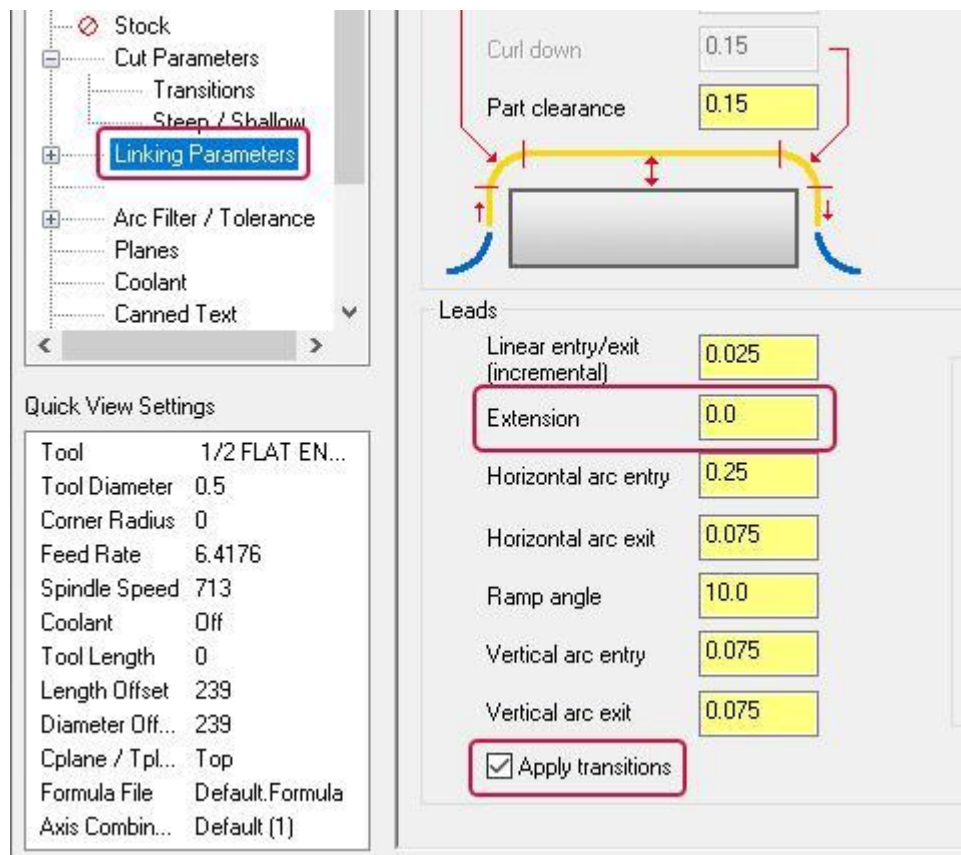 Stock
Cut Parameters
Transitions
Steep / Shallow
Linking Parameters
Arc Filter / Tolerance
Planes
Coolant
Canned Text
Quick View Settings
Tool 1/2 FLAT EN...
Tool Diameter 0.5
Corner Radius 0
Feed Rate 6.4176
Spindle Speed 713
Coolant Off
Tool Length 0
Length Offset 239
Diameter Off... 239
Cplane / Tpl... Top
Formula File Default.Formula
Axis Combin... Default (1)
Curl down 0.15
Part clearance 0.15
Leads
Linear entry/exit
(incremental) 0.025
Extension 0.0
Horizontal arc entry 0.25
Horizontal arc exit 0.075
Ramp angle 10.0
Vertical arc entry 0.075
Vertical arc exit 0.075
Apply transitions